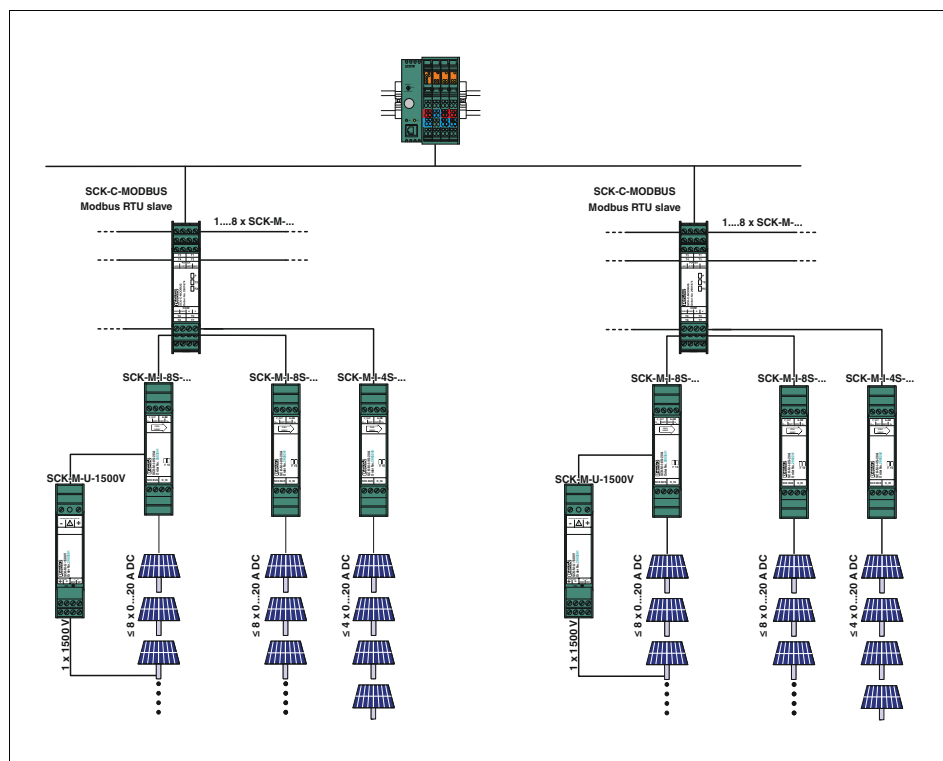 SCK-C-MODBUS
Modbus RTU slave
1....8 x SCK-M-...
SCK-C-MODBUS
Modbus RTU slave
1....8 x SCK-M-...
SCK-M-I-8S-...
SCK-M-I-8S-...
SCK-M-I-4S-...
SCK-M-I-8S-...
SCK-M-I-8S-...
SCK-M-I-4S-...
SCK-M-U-1500V
SCK-M-U-1500V
1 x 1500 V
≤ 8 x 0...20 A DC
≤ 8 x 0...20 A DC
≤ 4 x 0...20 A DC
1 x 1500 V
≤ 8 x 0...20 A DC
≤ 8 x 0...20 A DC
≤ 4 x 0...20 A DC